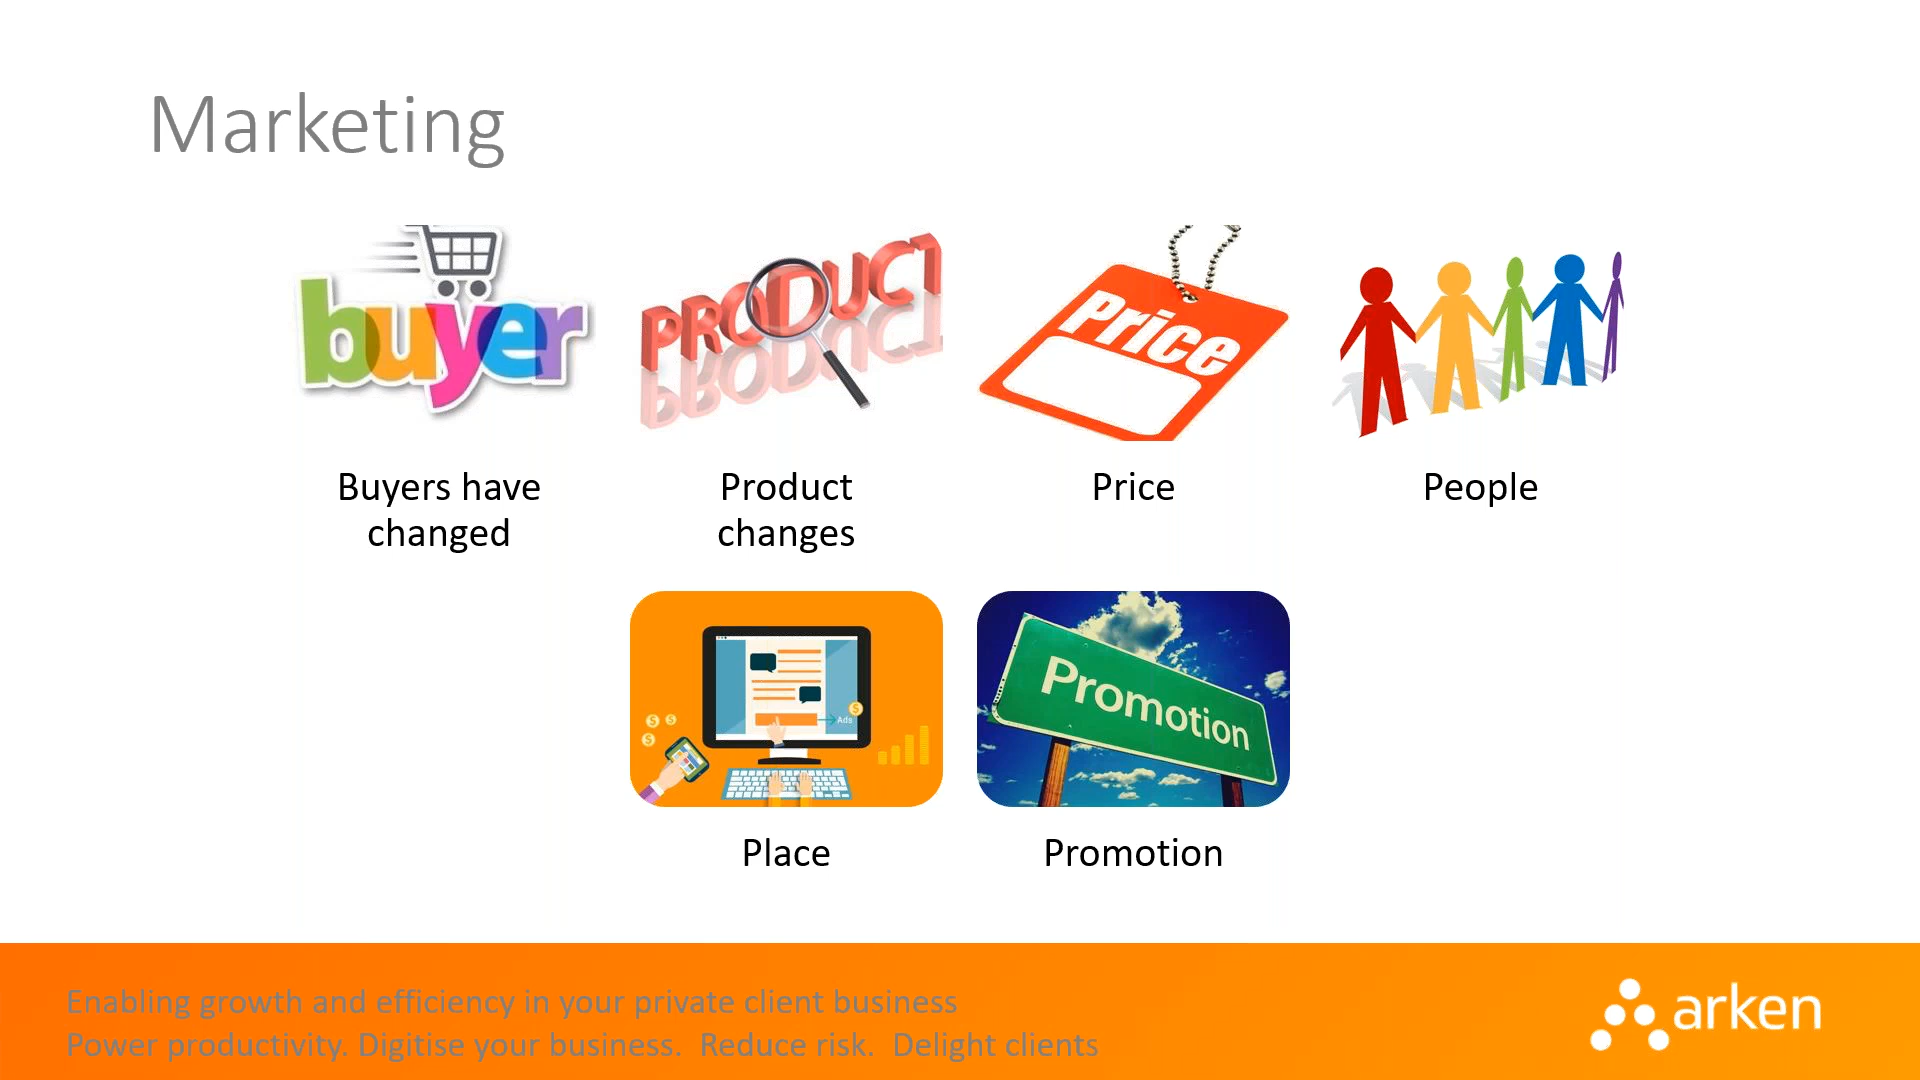 Marketing
buyer
PRODUCT
Price
Buyers have
changed
Product
changes
Price
People
Ads
Promotion
Place
Promotion
Enabling growth and efficiency in your private client business
Power productivity. Digitise your business. Reduce risk. Delight clients
arken